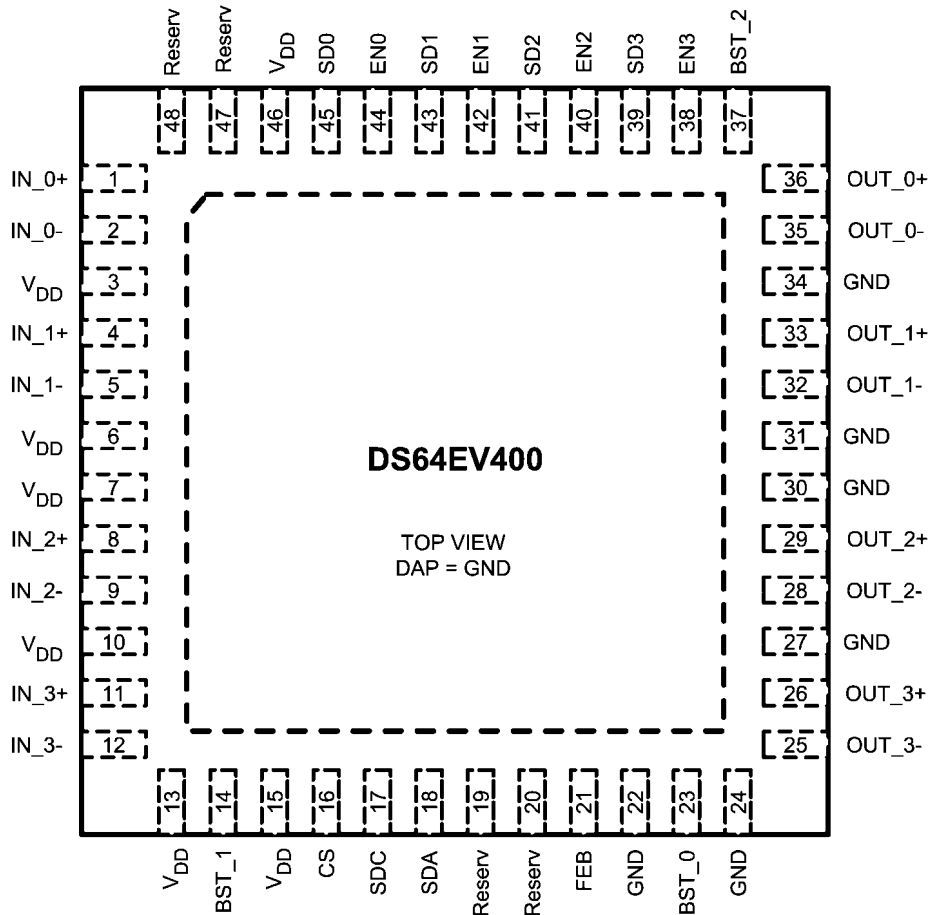 Reserv Reserv VDD SD0 EN0 SD1 EN1 SD2 EN2 SD3 EN3 BST_2
48 47 46 45 44 43 42 41 40 39 38 37
IN_0+ 1 36 OUT_0+
IN_0- 2 35 OUT_0-
VDD 3 34 GND
IN_1+ 4 33 OUT_1+
IN_1- 5 32 OUT_1-
VDD 6 31 GND
DS64EV400
VDD 7 30 GND
IN_2+ 8 29 OUT_2+
TOP VIEW
DAP = GND
IN_2- 9 28 OUT_2-
VDD 10 27 GND
IN_3+ 11 26 OUT_3+
IN_3- 12 25 OUT_3-
13 14 15 16 17 18 19 20 21 22 23 24
VDD BST_1 VDD CS SDC SDA Reserv Reserv FEB GND BST_0 GND